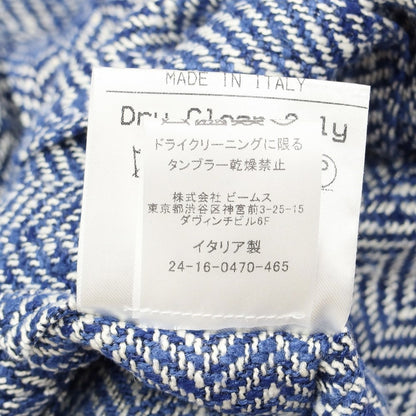 MADE IN ITALY
Dry Clean Only
ドライクリーニングに限る
タンブラー乾燥禁止
P
株式会社 ビームス
東京都渋谷区神宮前3-25-15
ダヴィンチビル6F
イタリア製
24-16-0470-465